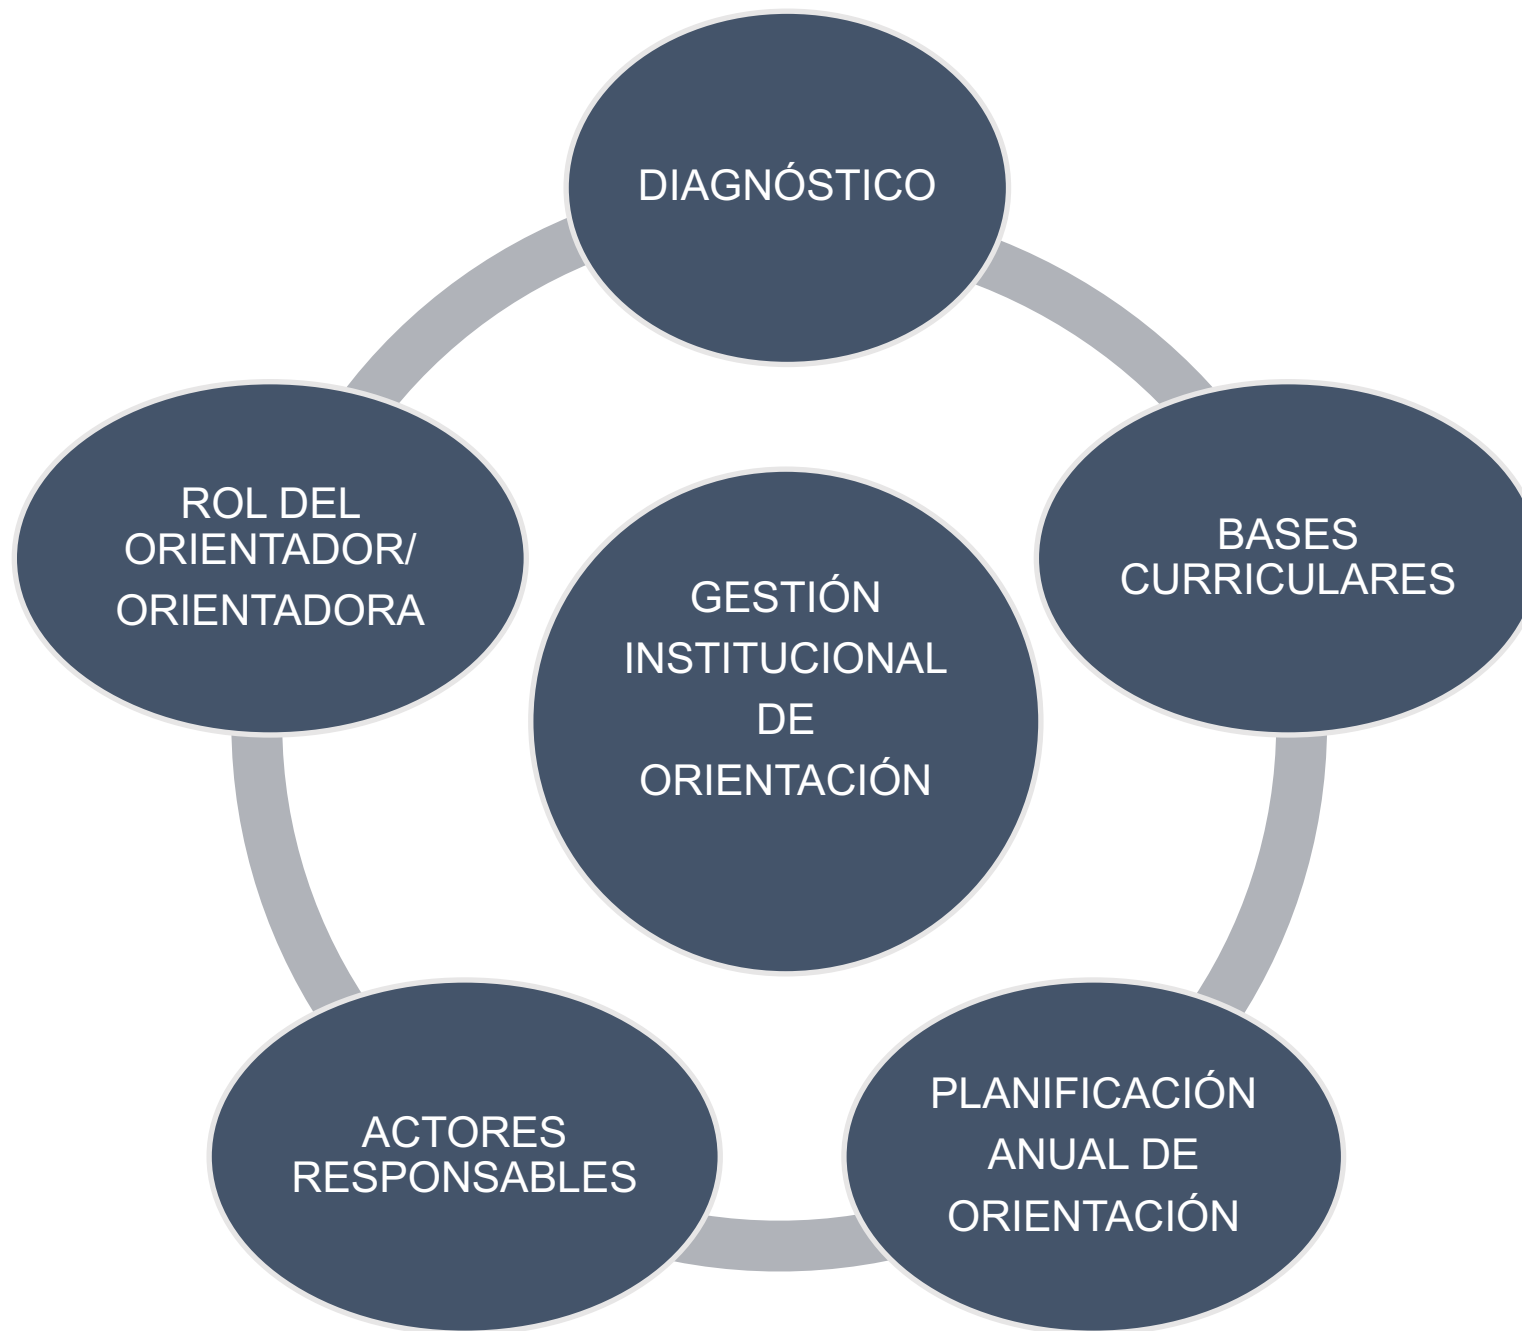 DIAGNÓSTICO
ROL DEL
ORIENTADOR/
ORIENTADORA
BASES
CURRICULARES
GESTIÓN
INSTITUCIONAL
DE
ORIENTACIÓN
ACTORES
RESPONSABLES
PLANIFICACIÓN
ANUAL DE
ORIENTACIÓN